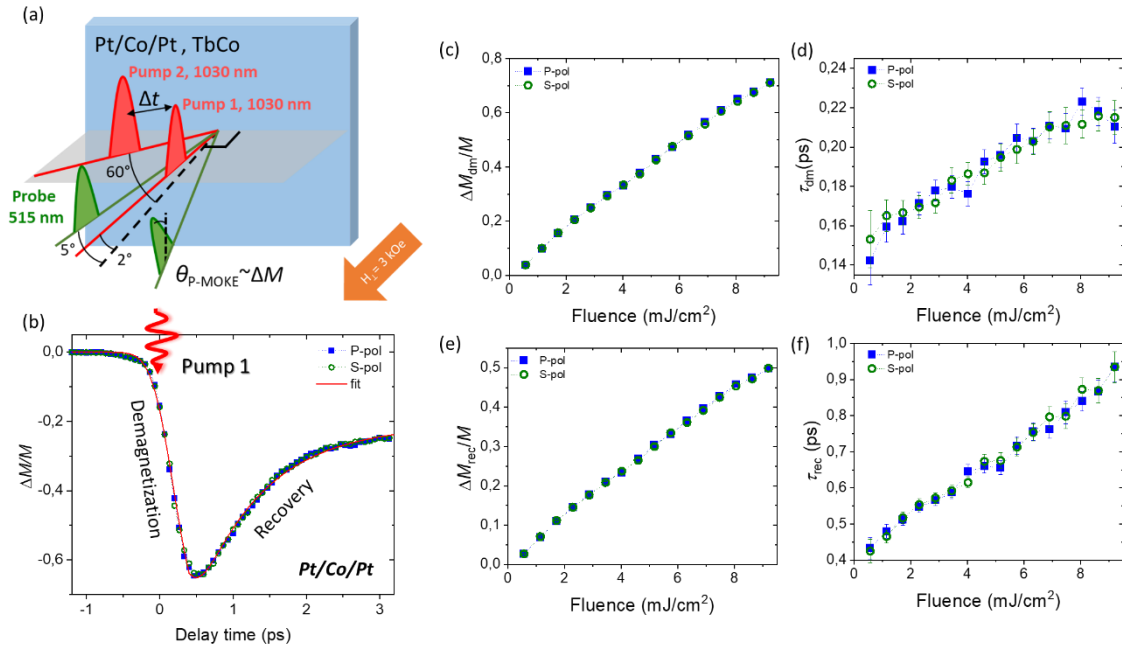 (a)
Pt/Co/Pt , TbCo
Pump 2, 1030 nm
Δt
Pump 1, 1030 nm
60°
Probe
515 nm
5°
2°
θP-MOKE~ΔM
H⊥ = 3 kOe
(b)
0,0
-0,2
-0,4
-0,6
ΔM/M
Pump 1
P-pol
S-pol
fit
Demagnetization
Recovery
Pt/Co/Pt
-1 0 1 2 3
Delay time (ps)
(c)
P-pol
S-pol
0,8
0,6
0,4
0,2
0,0
ΔMdm/M
0 2 4 6 8
Fluence (mJ/cm²)
(d)
P-pol
S-pol
0,22
0,20
0,18
0,16
0,14
τdm(ps)
0 2 4 6 8
Fluence (mJ/cm²)
(e)
P-pol
S-pol
0,5
0,4
0,3
0,2
0,1
0,0
ΔMrec/M
0 2 4 6 8
Fluence (mJ/cm²)
(f)
P-pol
S-pol
1,0
0,9
0,8
0,7
0,6
0,5
0,4
τrec (ps)
0 2 4 6 8
Fluence (mJ/cm²)